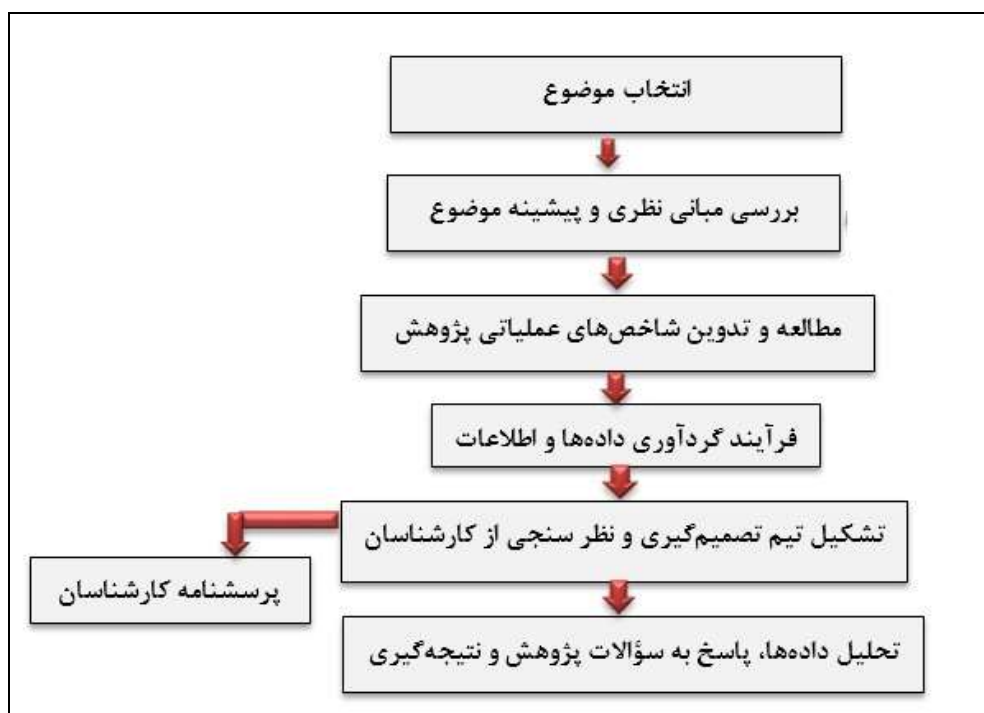 انتخاب موضوع
بررسی مبانی نظری و پیشینه موضوع
مطالعه و تدوین شاخص‌های عملیاتی پژوهش
فرآیند گردآوری داده‌ها و اطلاعات
تشکیل تیم تصمیم‌گیری و نظر سنجی از کارشناسان
پرسشنامه کارشناسان
تحلیل داده‌ها، پاسخ به سؤالات پژوهش و نتیجه‌گیری